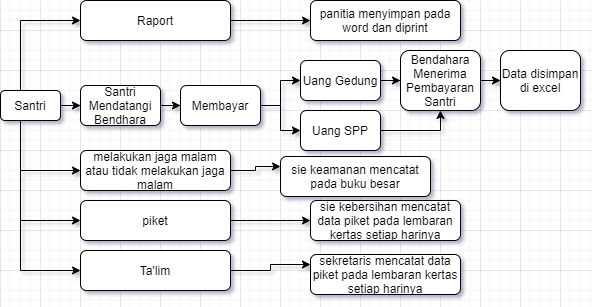 Raport
panitia menyimpan pada
word dan diprint
Santri
Santri
Mendatangi
Bendhara
Membayar
Uang Gedung
Uang SPP
Bendahara
Menerima
Pembayaran
Santri
Data disimpan
di excel
melakukan jaga malam
atau tidak melakukan jaga
malam
sie keamanan mencatat
pada buku besar
piket
sie kebersihan mencatat
data piket pada lembaran
kertas setiap harinya
Ta'lim
sekretaris mencatat data
piket pada lembaran kertas
setiap harinya